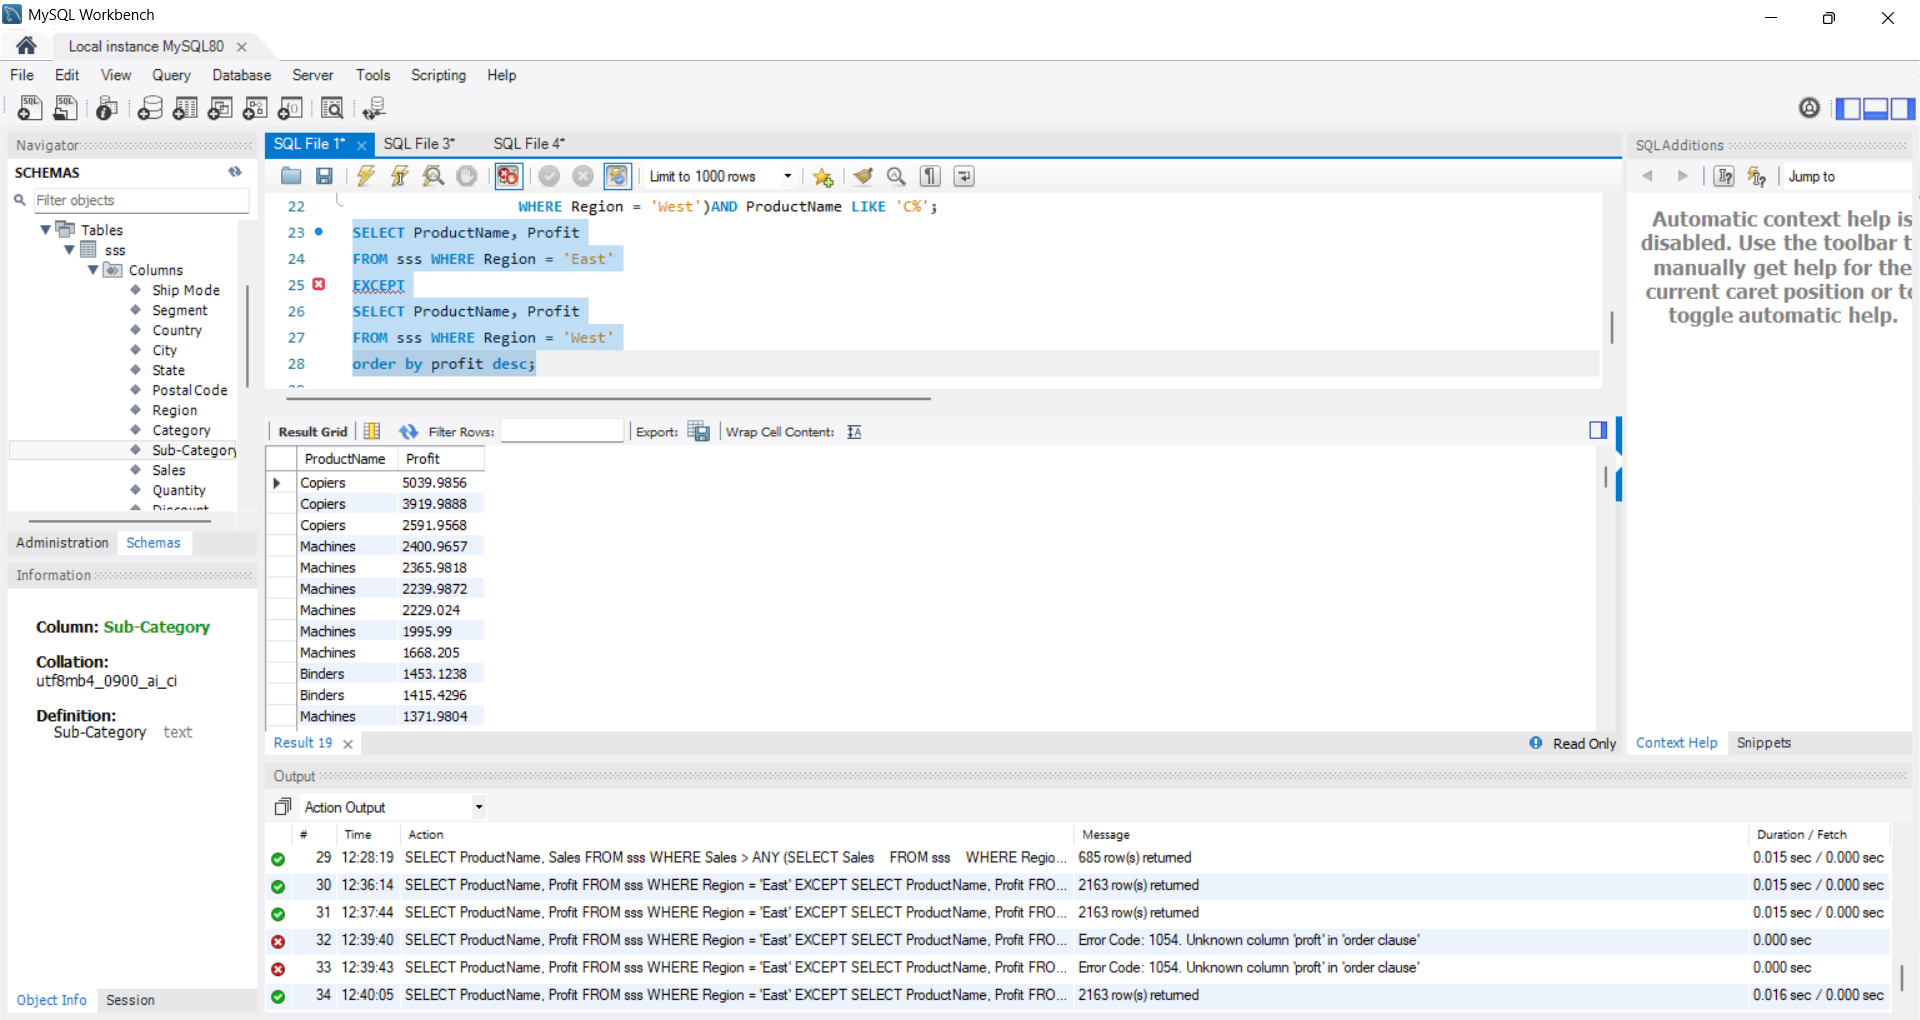 MySQL Workbench
Local instance MySQL80
File Edit View Query Database Server Tools Scripting Help
Navigator
SCHEMAS
Filter objects
Tables
sss
Columns
Ship Mode
Segment
Country
City
State
PostalCode
Region
Category
Sub-Category
Sales
Quantity
Discount
Administration Schemas
Information
Column: Sub-Category
Collation:
utf8mb4_0900_ai_ci
Definition:
Sub-Category text
Object Info Session
SQL File 1* SQL File 3* SQL File 4*
Limit to 1000 rows
22 WHERE Region = 'West')AND ProductName LIKE 'C%';
23 SELECT ProductName, Profit
24 FROM sss WHERE Region = 'East'
25 EXCEPT
26 SELECT ProductName, Profit
27 FROM sss WHERE Region = 'West'
28 order by profit desc;
Result Grid Filter Rows: Export: Wrap Cell Content:
ProductName Profit
Copiers 5039.9856
Copiers 3919.9888
Copiers 2591.9568
Machines 2400.9657
Machines 2365.9818
Machines 2239.9872
Machines 2229.024
Machines 1995.99
Machines 1668.205
Binders 1453.1238
Binders 1415.4296
Machines 1371.9804
Result 19 Read Only
SQLAdditions
Jump to
Automatic context help is
disabled. Use the toolbar t
manually get help for the
current caret position or to
toggle automatic help.
Context Help Snippets
Output
Action Output
# Time Action Message Duration / Fetch
29 12:28:19 SELECT ProductName, Sales FROM sss WHERE Sales > ANY (SELECT Sales FROM sss WHERE Regio... 685 row(s) returned 0.015 sec / 0.000 sec
30 12:36:14 SELECT ProductName, Profit FROM sss WHERE Region = 'East' EXCEPT SELECT ProductName, Profit FRO... 2163 row(s) returned 0.015 sec / 0.000 sec
31 12:37:44 SELECT ProductName, Profit FROM sss WHERE Region = 'East' EXCEPT SELECT ProductName, Profit FRO... 2163 row(s) returned 0.015 sec / 0.000 sec
32 12:39:40 SELECT ProductName, Profit FROM sss WHERE Region = 'East' EXCEPT SELECT ProductName, Profit FRO... Error Code: 1054. Unknown column 'proft' in 'order clause' 0.000 sec
33 12:39:43 SELECT ProductName, Profit FROM sss WHERE Region = 'East' EXCEPT SELECT ProductName, Profit FRO... Error Code: 1054. Unknown column 'proft' in 'order clause' 0.000 sec
34 12:40:05 SELECT ProductName, Profit FROM sss WHERE Region = 'East' EXCEPT SELECT ProductName, Profit FRO... 2163 row(s) returned 0.016 sec / 0.000 sec